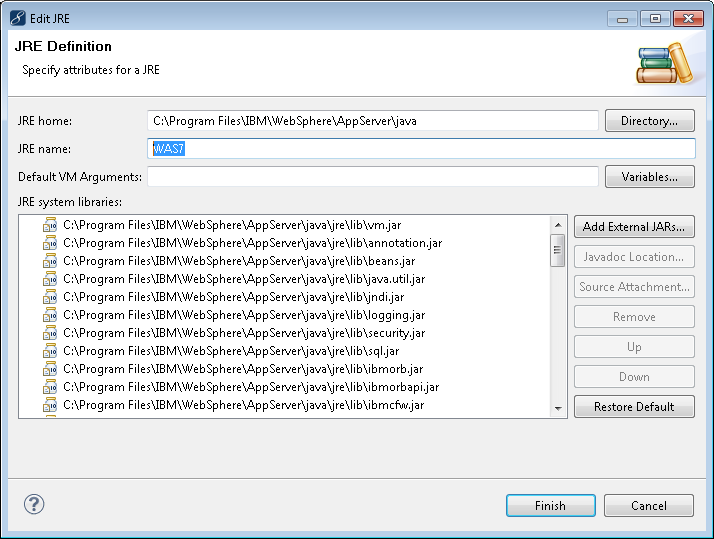 Edit JRE
JRE Definition
Specify attributes for a JRE
JRE home: C:\Program Files\IBM\WebSphere\AppServer\java Directory...
JRE name: WAS7
Default VM Arguments: Variables...
JRE system libraries:
C:\Program Files\IBM\WebSphere\AppServer\java\jre\lib\vm.jar
C:\Program Files\IBM\WebSphere\AppServer\java\jre\lib\annotation.jar
C:\Program Files\IBM\WebSphere\AppServer\java\jre\lib\beans.jar
C:\Program Files\IBM\WebSphere\AppServer\java\jre\lib\java.util.jar
C:\Program Files\IBM\WebSphere\AppServer\java\jre\lib\jndi.jar
C:\Program Files\IBM\WebSphere\AppServer\java\jre\lib\logging.jar
C:\Program Files\IBM\WebSphere\AppServer\java\jre\lib\security.jar
C:\Program Files\IBM\WebSphere\AppServer\java\jre\lib\sql.jar
C:\Program Files\IBM\WebSphere\AppServer\java\jre\lib\ibmorb.jar
C:\Program Files\IBM\WebSphere\AppServer\java\jre\lib\ibmorbapi.jar
C:\Program Files\IBM\WebSphere\AppServer\java\jre\lib\ibmcfw.jar
Add External JARs...
Javadoc Location...
Source Attachment...
Remove
Up
Down
Restore Default
?
Finish
Cancel